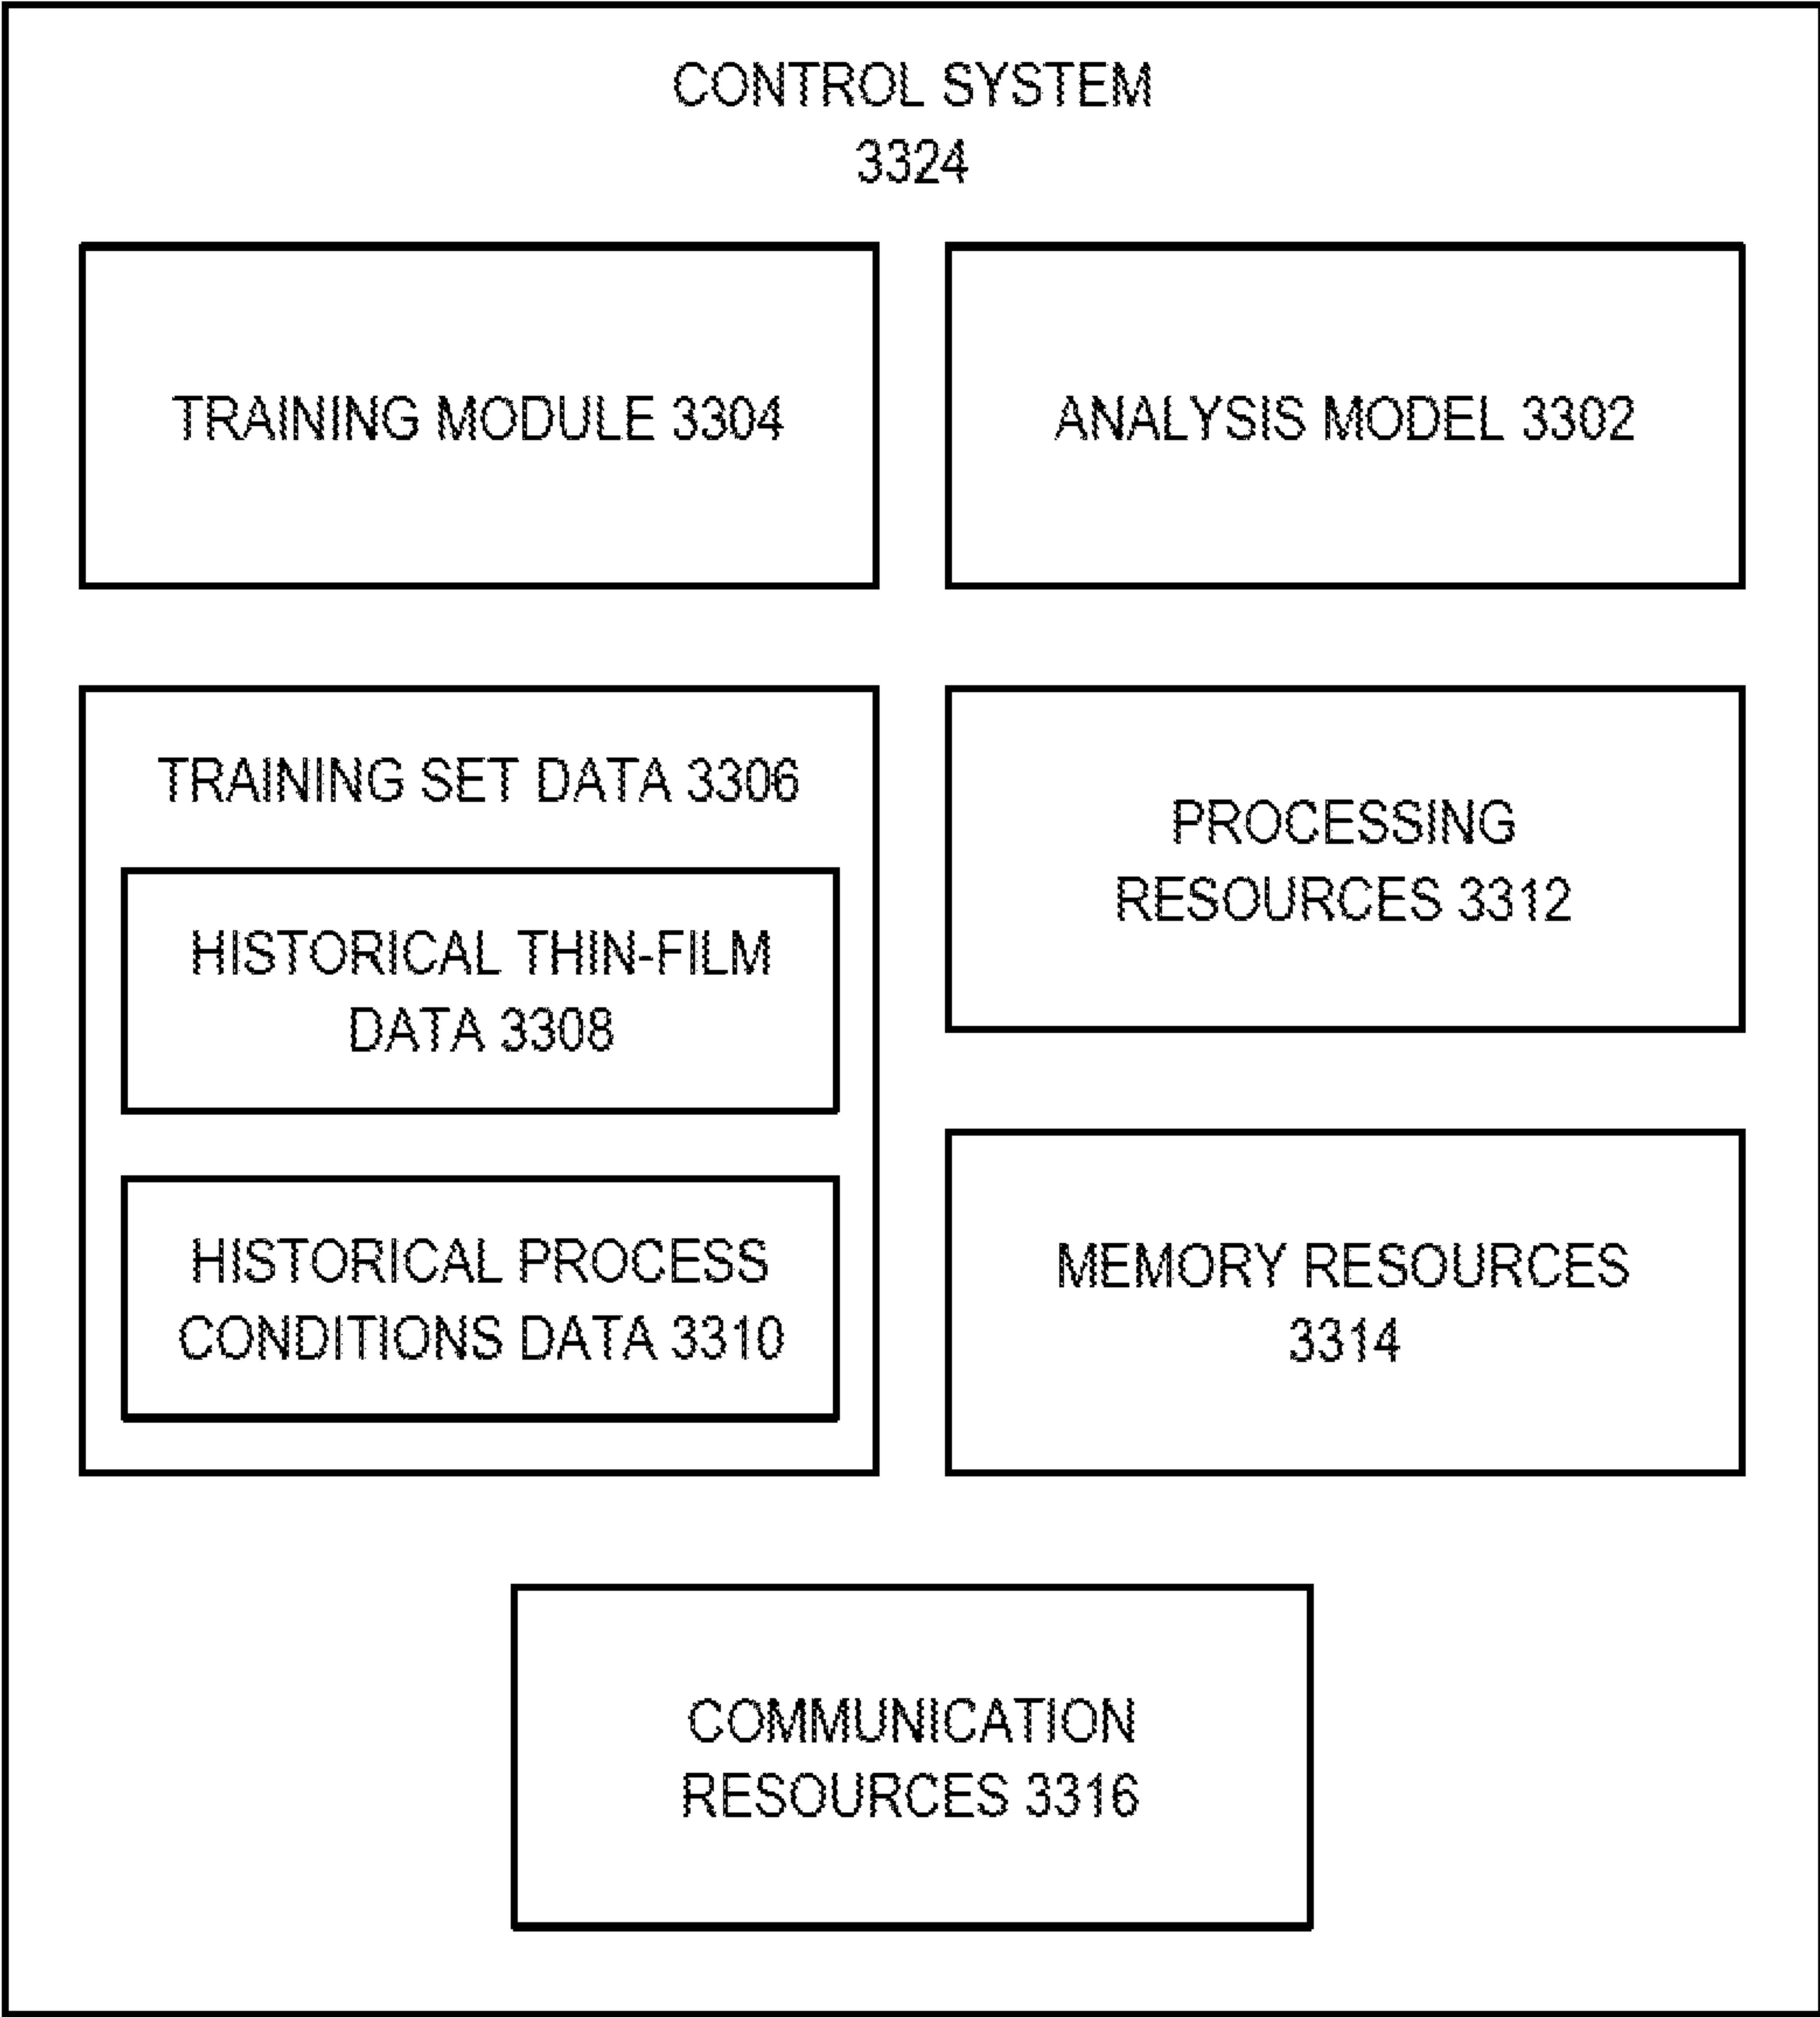 CONTROL SYSTEM
3324
TRAINING MODULE 3304
ANALYSIS MODEL 3302
TRAINING SET DATA 3306
HISTORICAL THIN-FILM
DATA 3308
HISTORICAL PROCESS
CONDITIONS DATA 3310
PROCESSING
RESOURCES 3312
MEMORY RESOURCES
3314
COMMUNICATION
RESOURCES 3316